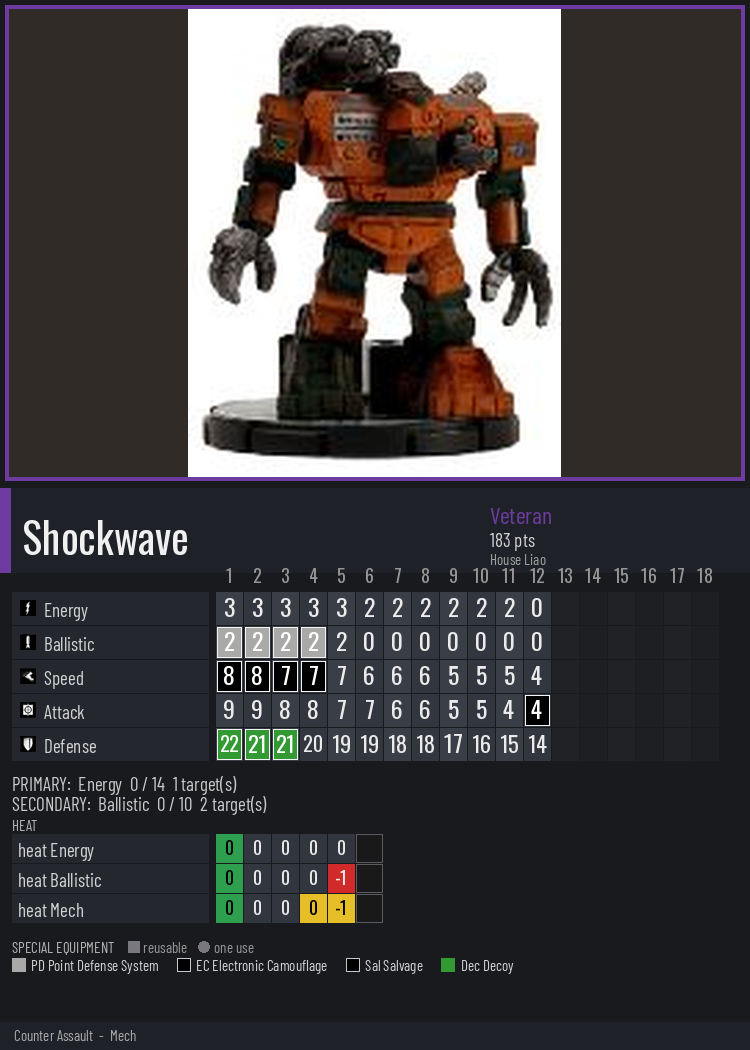 Shockwave
Veteran
183 pts
House Liao
1 2 3 4 5 6 7 8 9 10 11 12 13 14 15 16 17 18
Energy 3 3 3 3 3 2 2 2 2 2 2 0
Ballistic 2 2 2 2 2 0 0 0 0 0 0 0
Speed 8 8 7 7 7 6 6 6 5 5 5 4
Attack 9 9 8 8 7 7 6 6 5 5 4 4
Defense 22 21 21 20 19 19 18 18 17 16 15 14
PRIMARY: Energy 0 / 14 1 target(s)
SECONDARY: Ballistic 0 / 10 2 target(s)
HEAT
heat Energy 0 0 0 0 0
heat Ballistic 0 0 0 0 -1
heat Mech 0 0 0 0 -1
SPECIAL EQUIPMENT reusable one use
PD Point Defense System EC Electronic Camouflage Sal Salvage Dec Decoy
Counter Assault - Mech